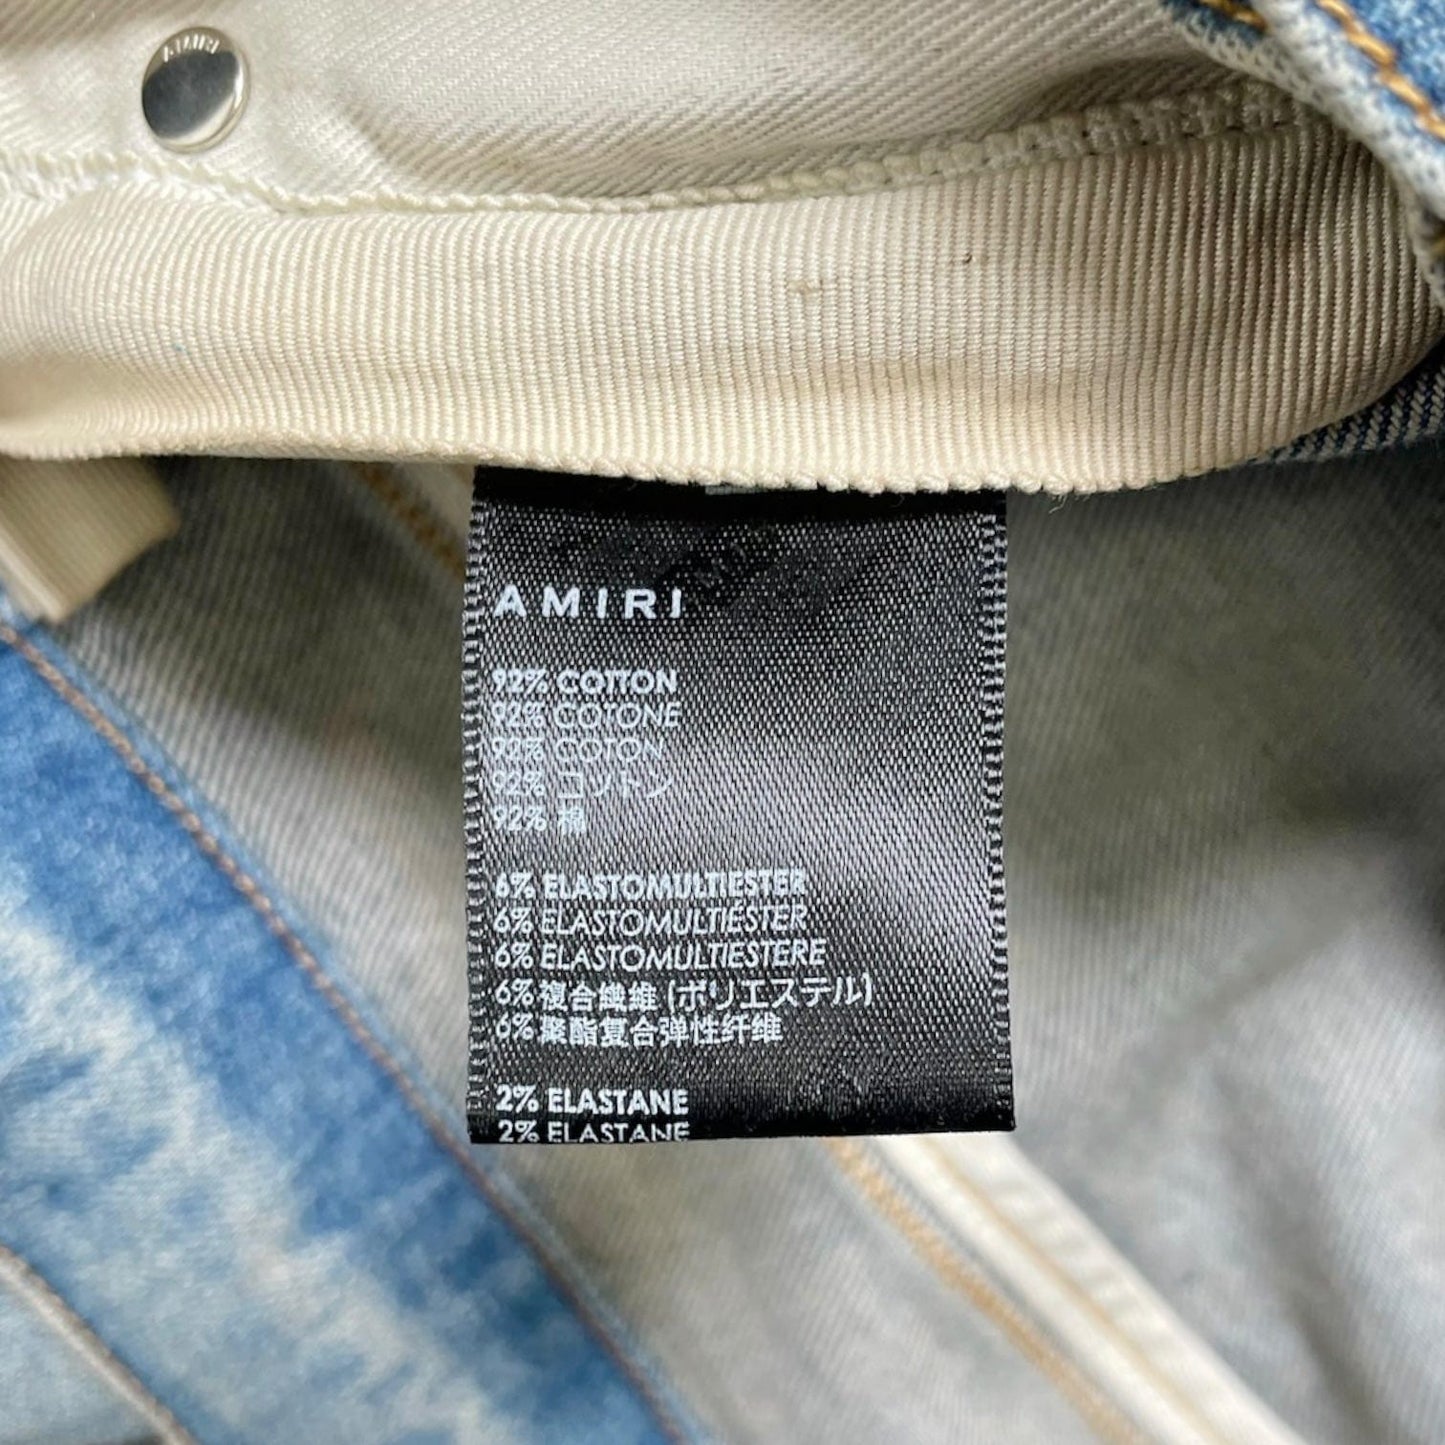 AMIRI
AMIRI
92% COTTON
92% COTONE
92% COTON
92% コットン
92% 棉
6% ELASTOMULTIESTER
6% ÉLASTOMULTIÉSTER
6% ELASTOMULTIESTERE
6% 複合繊維 (ポリエステル)
6% 聚酯复合弹性纤维
2% ELASTANE
2% ELASTANE